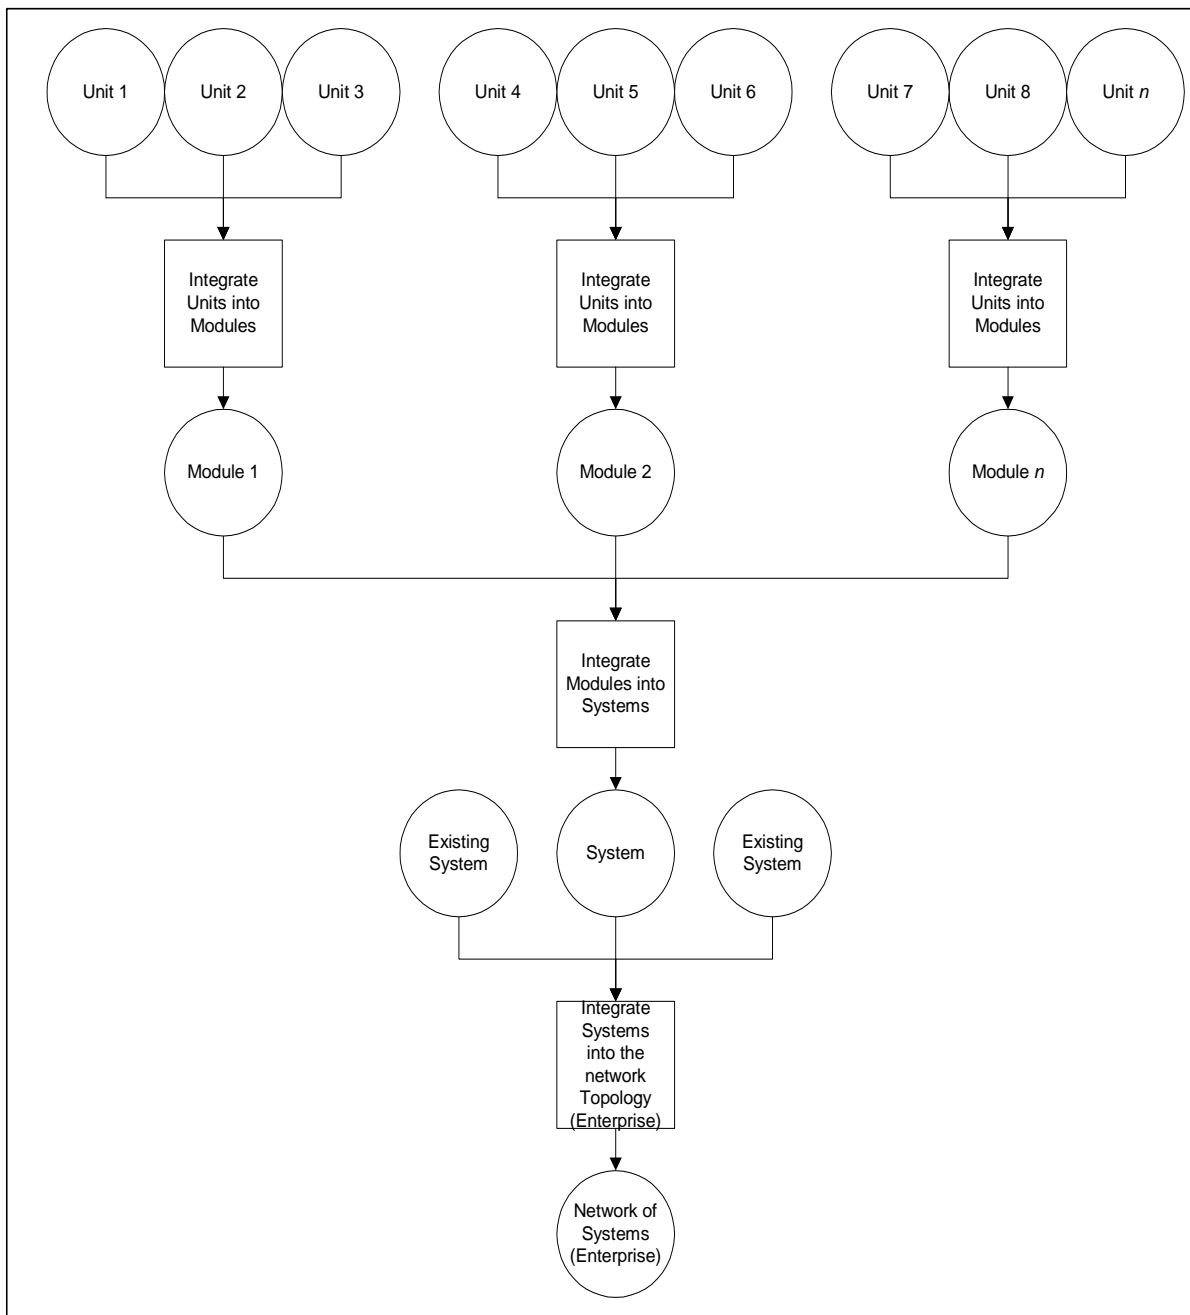 Unit 1
Unit 2
Unit 3
Unit 4
Unit 5
Unit 6
Unit 7
Unit 8
Unit n
Integrate
Units into
Modules
Integrate
Units into
Modules
Integrate
Units into
Modules
Module 1
Module 2
Module n
Integrate
Modules into
Systems
Existing
System
System
Existing
System
Integrate
Systems
into the
network
Topology
(Enterprise)
Network of
Systems
(Enterprise)